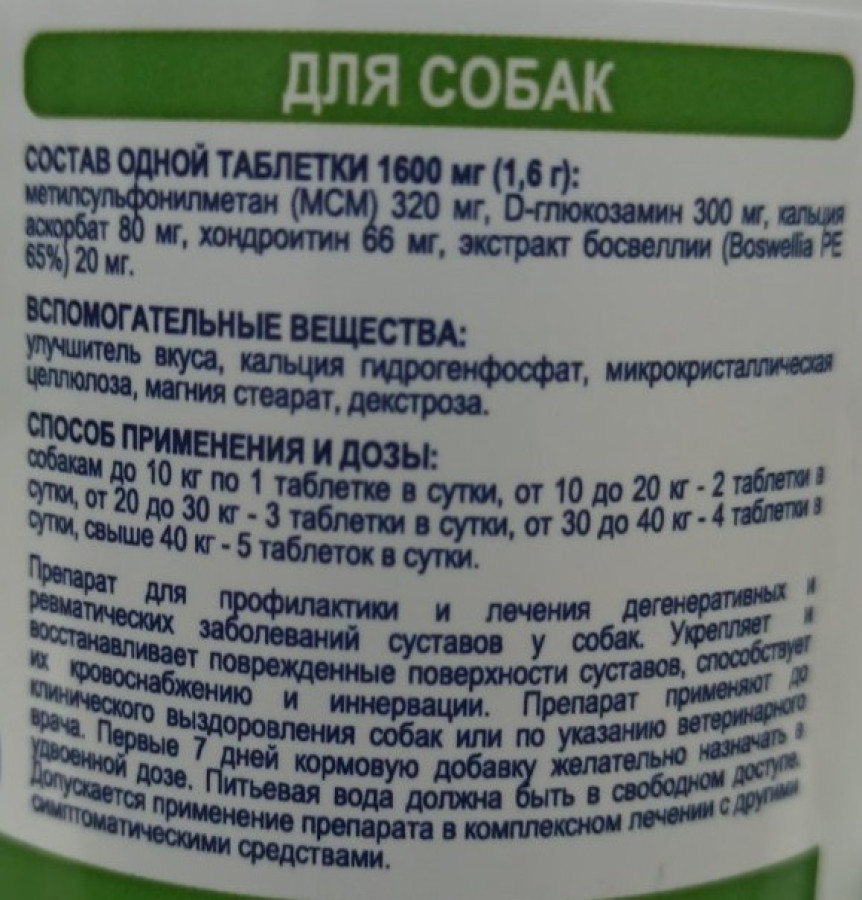 ДЛЯ СОБАК
СОСТАВ ОДНОЙ ТАБЛЕТКИ 1600 мг (1,6 г):
метилсульфонилметан (МСМ) 320 мг, D-глюкозамин 300 мг, кальция
аскорбат 80 мг, хондроитин 66 мг, экстракт босвеллии (Boswellia PE
65%) 20 мг.
ВСПОМОГАТЕЛЬНЫЕ ВЕЩЕСТВА:
улучшитель вкуса, кальция гидрогенфосфат, микрокристаллическая
целлюлоза, магния стеарат, декстроза.
СПОСОБ ПРИМЕНЕНИЯ И ДОЗЫ:
собакам до 10 кг по 1 таблетке в сутки, от 10 до 20 кг - 2 таблетки в
сутки, от 20 до 30 кг - 3 таблетки в сутки, от 30 до 40 кг - 4 таблетки в
сутки, свыше 40 кг - 5 таблеток в сутки.
Препарат для профилактики и лечения дегенеративных и
ревматических заболеваний суставов у собак. Укрепляет и
восстанавливает поврежденные поверхности суставов, способствует
их кровоснабжению и иннервации. Препарат применяют до
клинического выздоровления собак или по указанию ветеринарного
врача. Первые 7 дней кормовую добавку желательно назначать в
удвоенной дозе. Питьевая вода должна быть в свободном доступе.
Допускается применение препарата в комплексном лечении с другими
симптоматическими средствами.